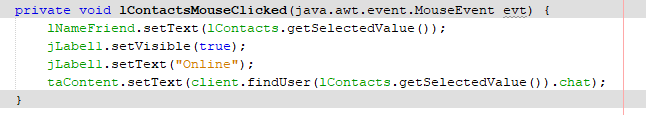 private void lContactsMouseClicked(java.awt.event.MouseEvent evt) {
lNameFriend.setText(lContacts.getSelectedValue());
jLabel1.setVisible(true);
jLabel1.setText("Online");
taContent.setText(client.findUser(lContacts.getSelectedValue()).chat);
}